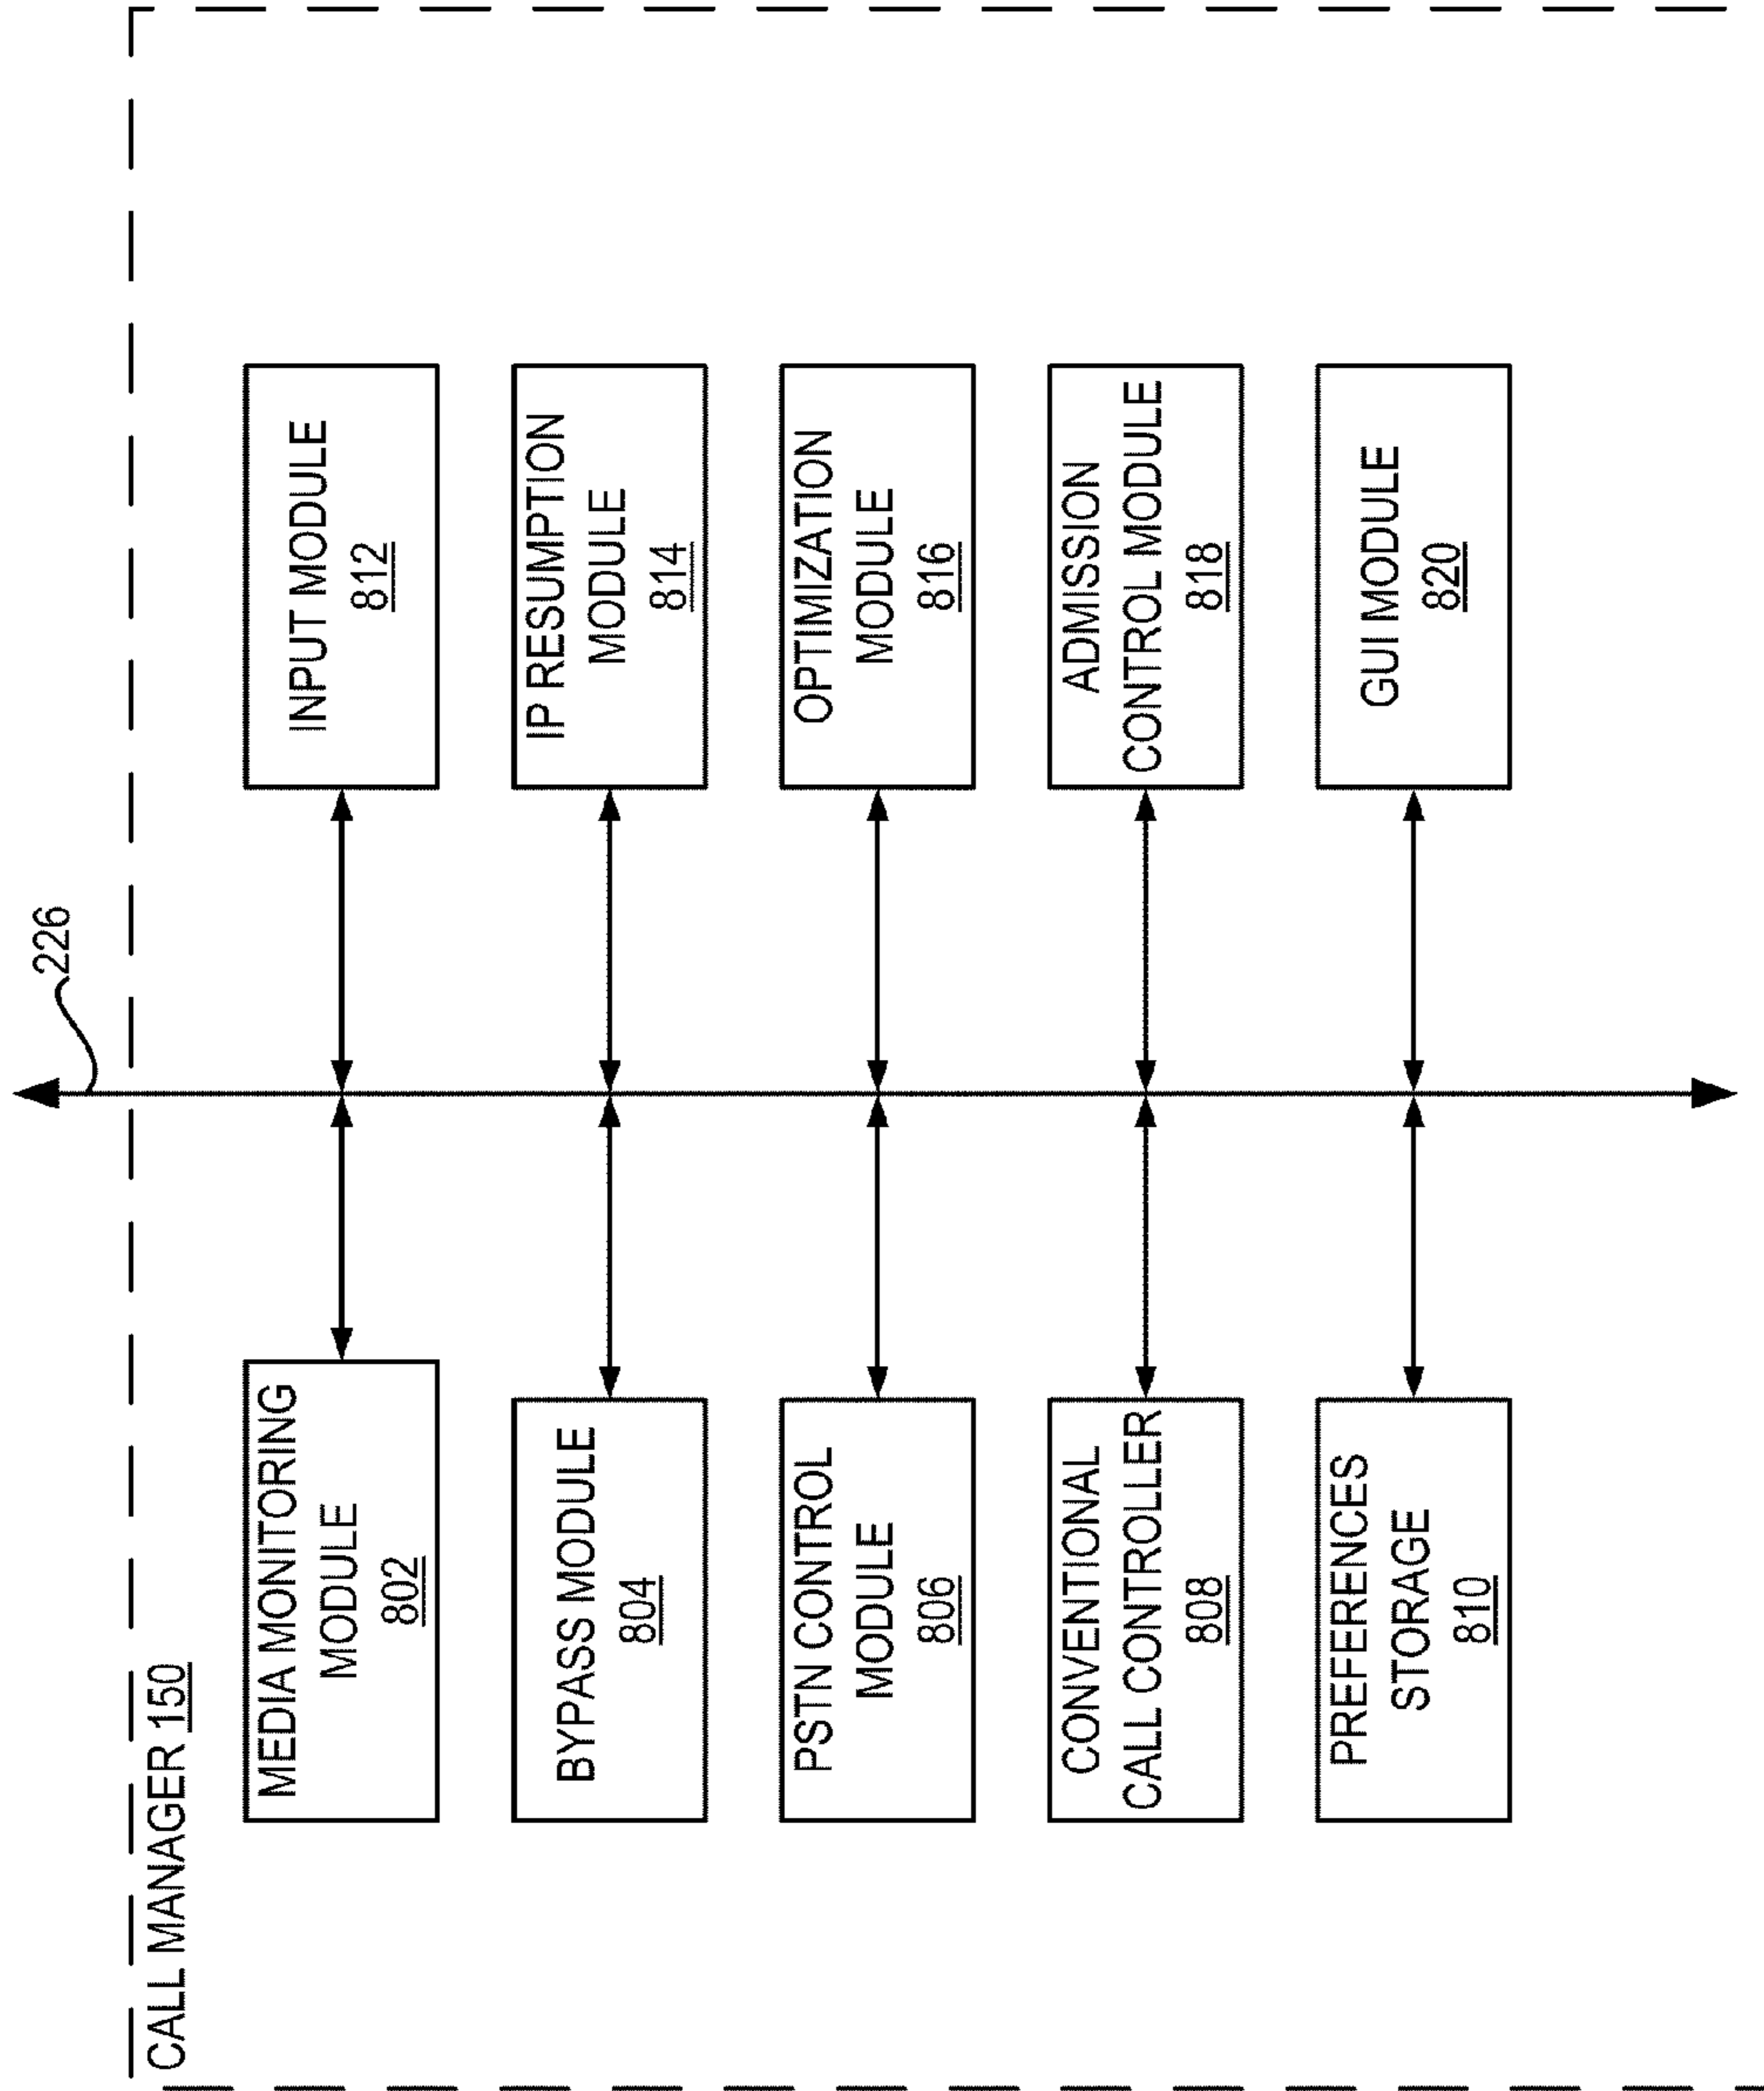 CALL MANAGER 150
226
MEDIA MONITORING
MODULE
802
BYPASS MODULE
804
PSTN CONTROL
MODULE
806
CONVENTIONAL
CALL CONTROLLER
808
PREFERENCES
STORAGE
810
INPUT MODULE
812
IP RESUMPTION
MODULE
814
OPTIMIZATION
MODULE
816
ADMISSION
CONTROL MODULE
818
GUI MODULE
820